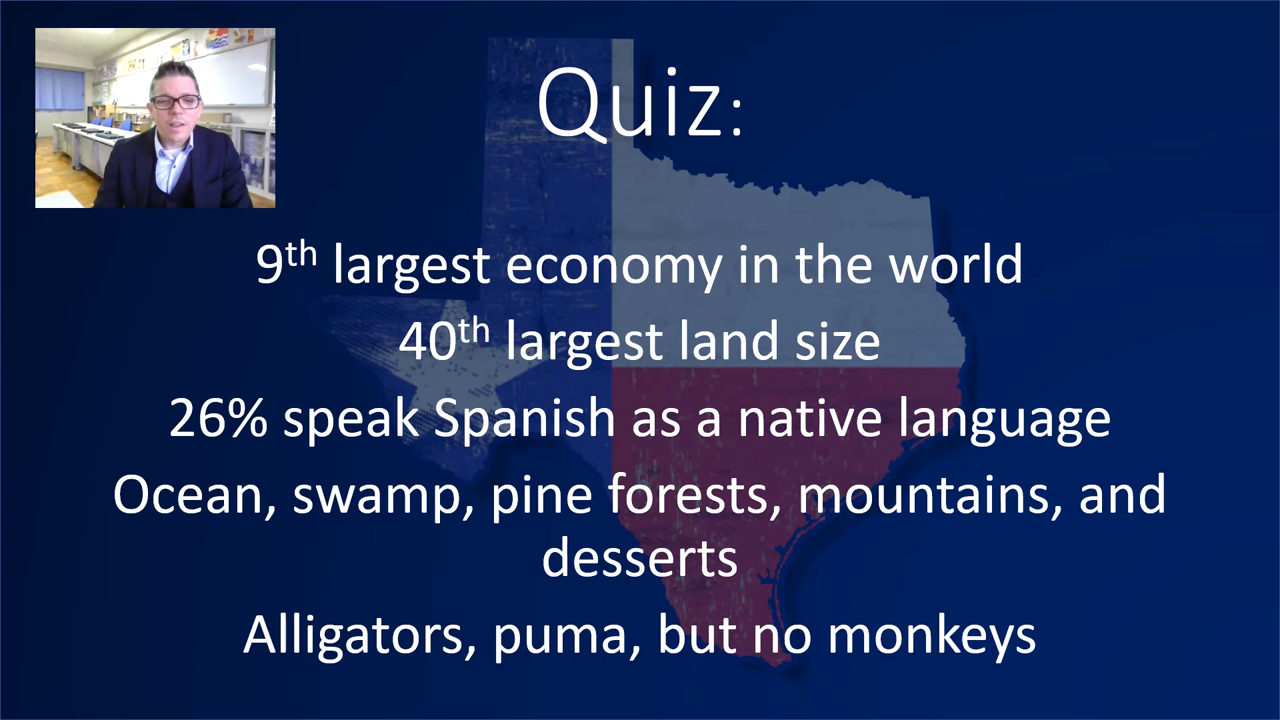 Quiz:
9th largest economy in the world
40th largest land size
26% speak Spanish as a native language
Ocean, swamp, pine forests, mountains, and
desserts
Alligators, puma, but no monkeys